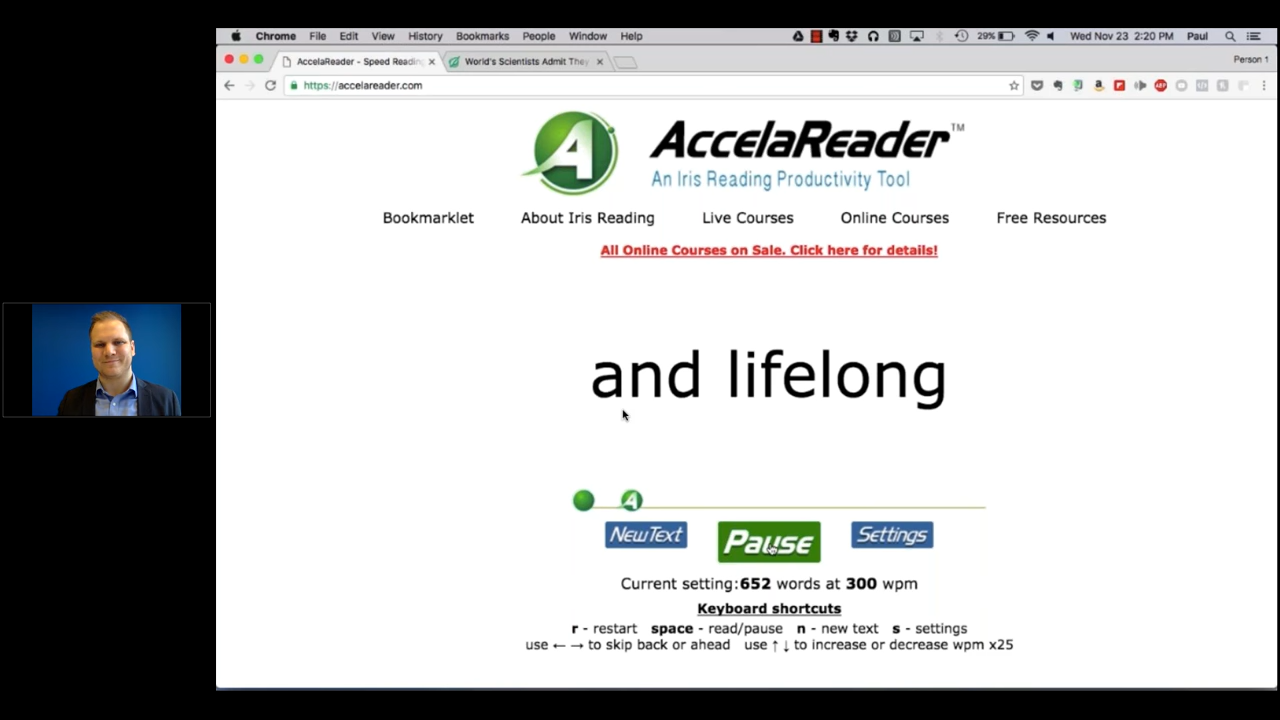 Chrome File Edit View History Bookmarks People Window Help 29% Wed Nov 23 2:20 PM Paul
AccelaReader - Speed Reading World's Scientists Admit They Person 1
https://accelareader.com
A AccelaReader™
An Iris Reading Productivity Tool
Bookmarklet About Iris Reading Live Courses Online Courses Free Resources
All Online Courses on Sale. Click here for details!
and lifelong
A
New Text Pause Settings
Current setting:652 words at 300 wpm
Keyboard shortcuts
r - restart space - read/pause n - new text s - settings
use ← → to skip back or ahead use ↑ ↓ to increase or decrease wpm x25